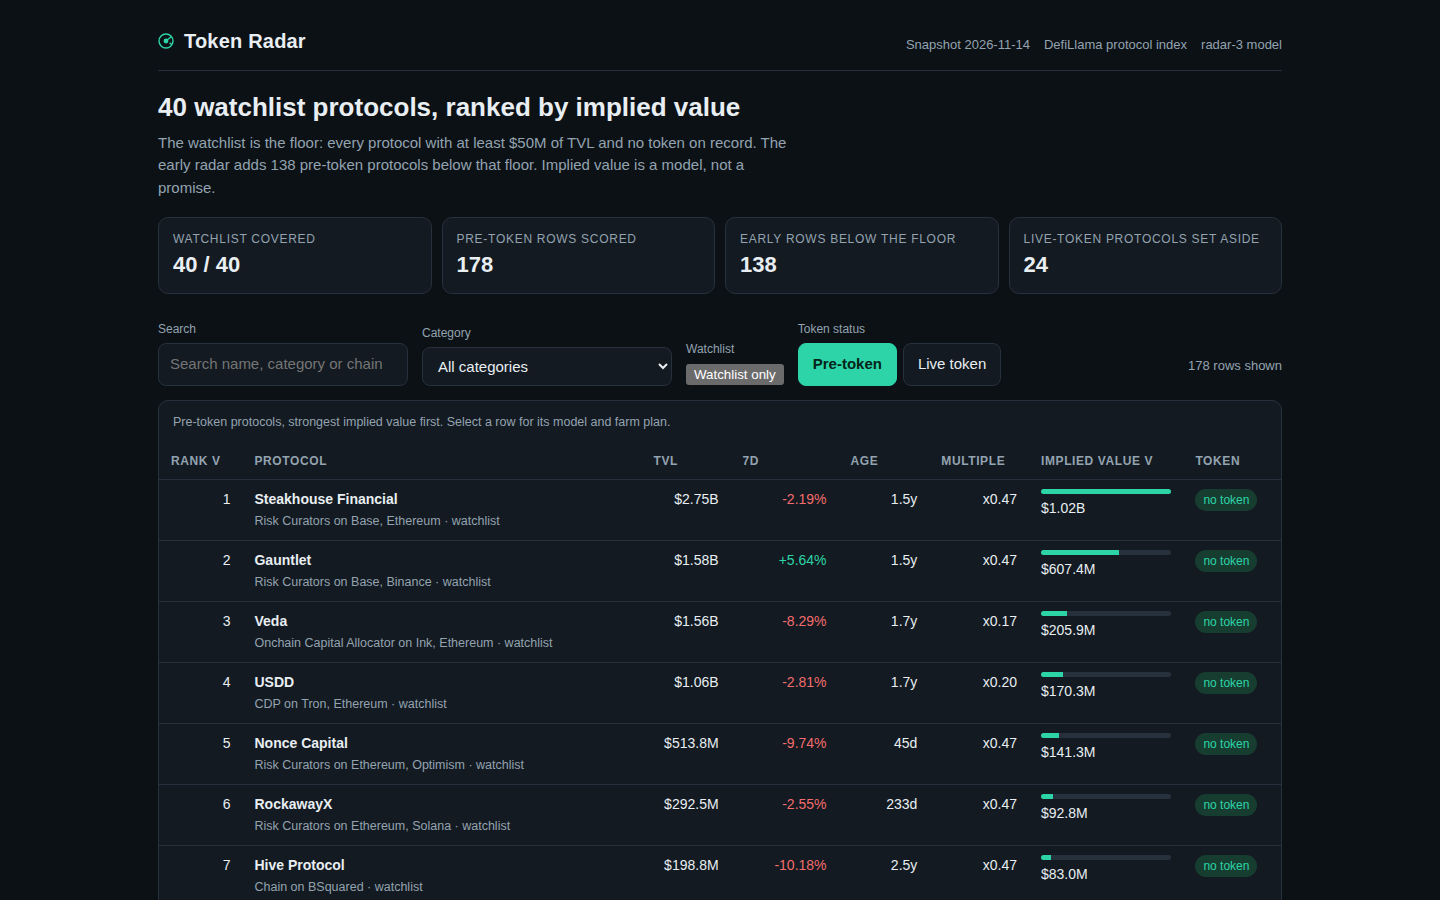 Token Radar
Snapshot 2026-11-14 DefiLlama protocol index radar-3 model
40 watchlist protocols, ranked by implied value
The watchlist is the floor: every protocol with at least $50M of TVL and no token on record. The
early radar adds 138 pre-token protocols below that floor. Implied value is a model, not a
promise.
WATCHLIST COVERED
40 / 40
PRE-TOKEN ROWS SCORED
178
EARLY ROWS BELOW THE FLOOR
138
LIVE-TOKEN PROTOCOLS SET ASIDE
24
Search
Search name, category or chain
Category
All categories
Watchlist
Watchlist only
Token status
Pre-token Live token
178 rows shown
Pre-token protocols, strongest implied value first. Select a row for its model and farm plan.
RANK V PROTOCOL TVL 7D AGE MULTIPLE IMPLIED VALUE V TOKEN
1 Steakhouse Financial $2.75B -2.19% 1.5y x0.47 $1.02B no token
Risk Curators on Base, Ethereum · watchlist
2 Gauntlet $1.58B +5.64% 1.5y x0.47 $607.4M no token
Risk Curators on Base, Binance · watchlist
3 Veda $1.56B -8.29% 1.7y x0.17 $205.9M no token
Onchain Capital Allocator on Ink, Ethereum · watchlist
4 USDD $1.06B -2.81% 1.7y x0.20 $170.3M no token
CDP on Tron, Ethereum · watchlist
5 Nonce Capital $513.8M -9.74% 45d x0.47 $141.3M no token
Risk Curators on Ethereum, Optimism · watchlist
6 RockawayX $292.5M -2.55% 233d x0.47 $92.8M no token
Risk Curators on Ethereum, Solana · watchlist
7 Hive Protocol $198.8M -10.18% 2.5y x0.47 $83.0M no token
Chain on BSquared · watchlist